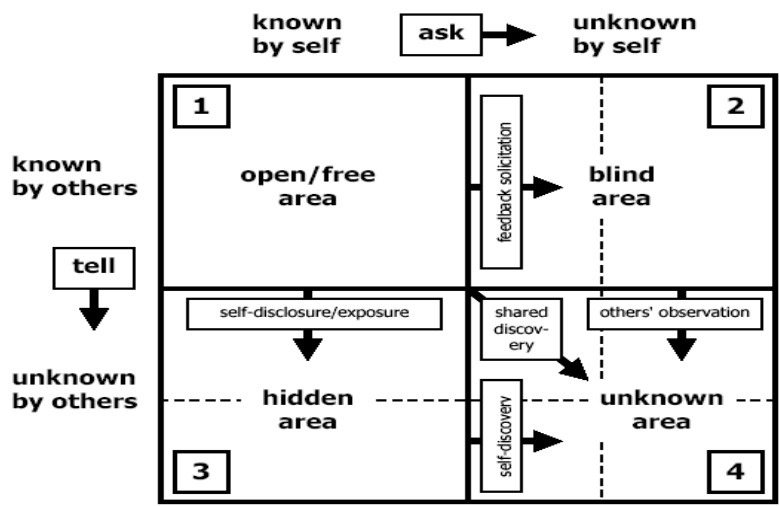 known
by self
ask
unknown
by self
1
2
known
by others
open/free
area
feedback solicitation
blind
area
tell
self-disclosure/exposure
shared
discov-
ery
others' observation
unknown
by others
hidden
area
self-discovery
unknown
area
3
4